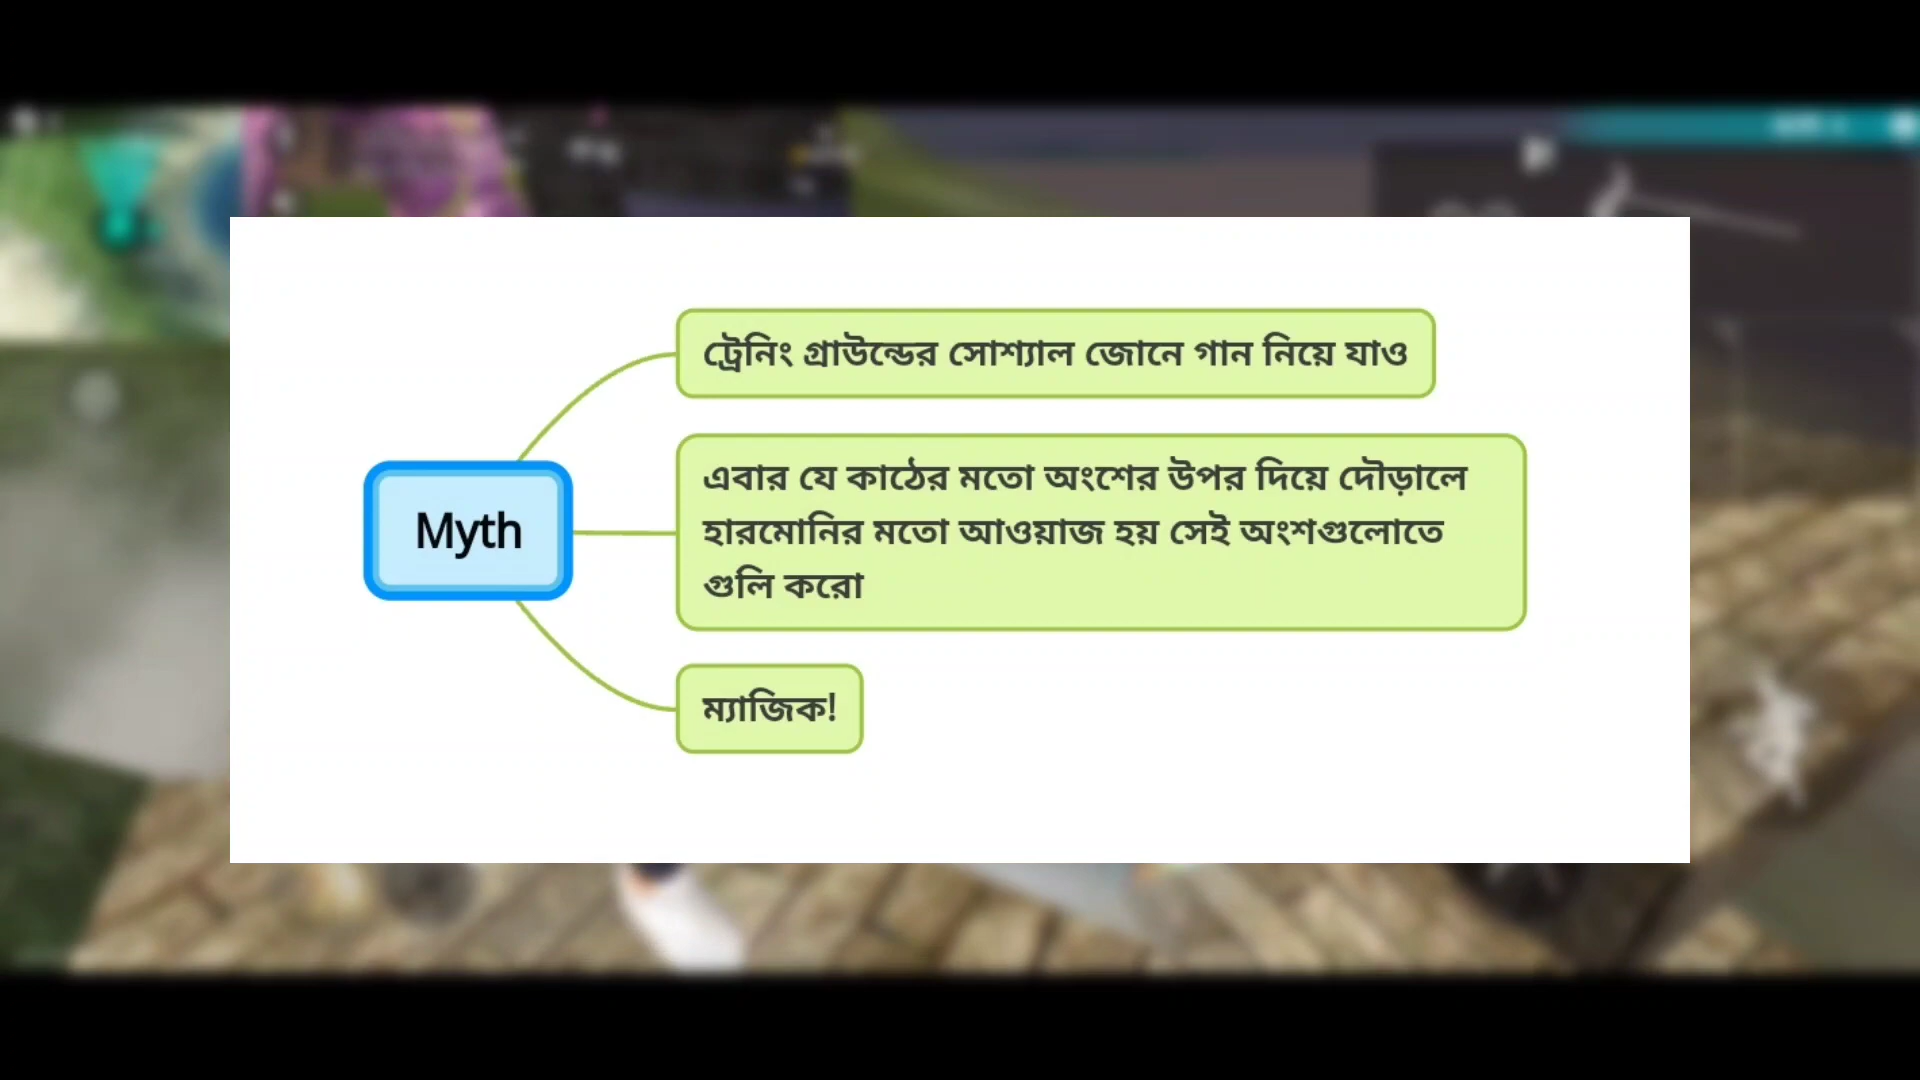 ট্রেনিং গ্রাউন্ডের সোশ্যাল জোনে গান নিয়ে যাও
Myth
এবার যে কাঠের মতো অংশের উপর দিয়ে দৌড়ালে
হারমোনির মতো আওয়াজ হয় সেই অংশগুলোতে
গুলি করো
ম্যাজিক!